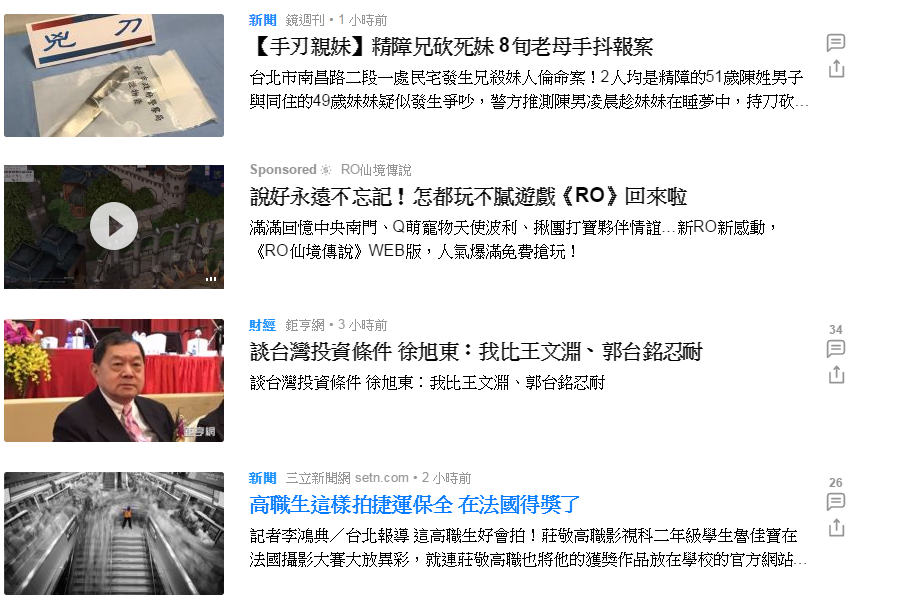 兇 刀
新聞 鏡週刊 • 1 小時前
【手刃親妹】精障兄砍死妹 8旬老母手抖報案
台北市南昌路二段一處民宅發生兄殺妹人倫命案！2人均是精障的51歲陳姓男子
與同住的49歲妹妹疑似發生爭吵，警方推測陳男凌晨趁妹妹在睡夢中，持刀砍…
Sponsored RO仙境傳說
說好永遠不忘記！怎都玩不膩遊戲《RO》回來啦
滿滿回憶中央南門、Q萌寵物天使波利、揪團打寶夥伴情誼…新RO新感動，
《RO仙境傳說》WEB版，人氣爆滿免費搶玩！
財經 鉅亨網 • 3 小時前
談台灣投資條件 徐旭東：我比王文淵、郭台銘忍耐
談台灣投資條件 徐旭東：我比王文淵、郭台銘忍耐
34
鉅亨網
新聞 三立新聞網 setn.com • 2 小時前
高職生這樣拍捷運保全 在法國得獎了
記者李鴻典／台北報導 這高職生好會拍！莊敬高職影視科二年級學生魯佳寶在
法國攝影大賽大放異彩，就連莊敬高職也將他的獲獎作品放在學校的官方網站…
26